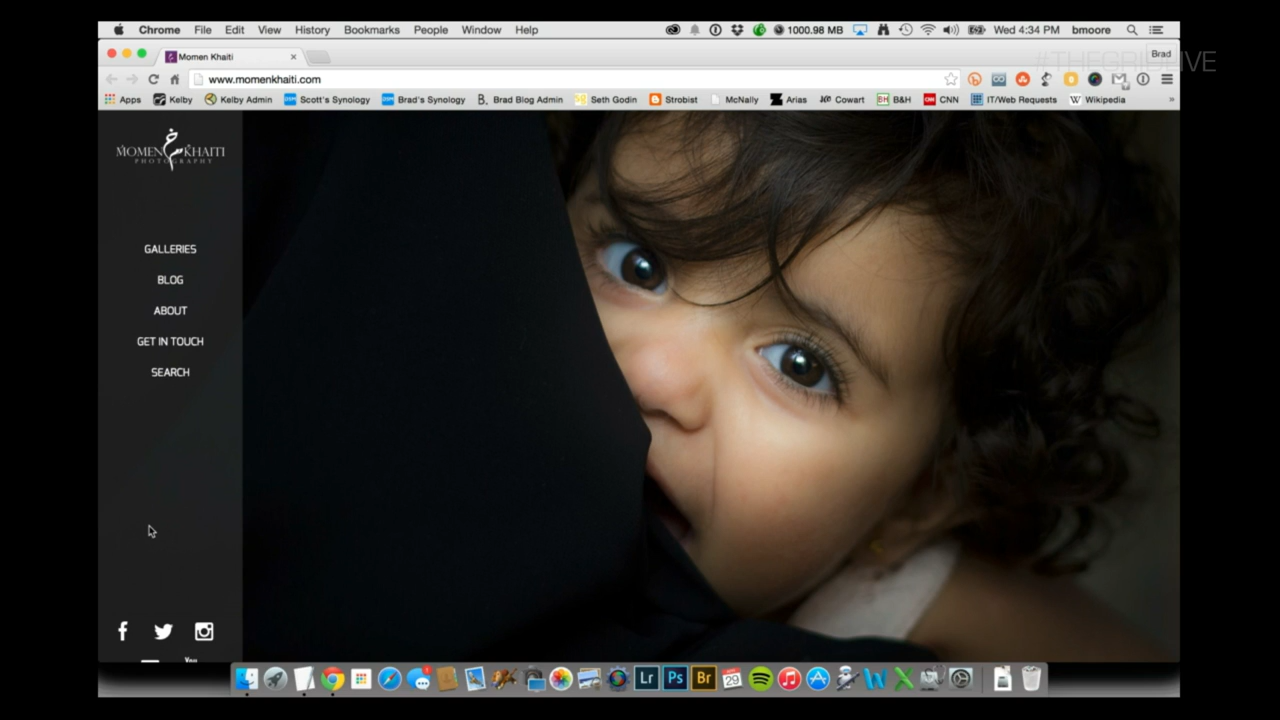 Chrome File Edit View History Bookmarks People Window Help 1000.98 MB Wed 4:34 PM bmoore
Momen Khaiti
Brad
#THEGRIDLIVE
www.momenkhaiti.com
Apps Kelby Kelby Admin Scott's Synology Brad's Synology B. Brad Blog Admin Seth Godin Strobist McNally Arias Cowart BH B&H CNN IT/Web Requests W Wikipedia »
MOMEN KHAITI
PHOTOGRAPHY
GALLERIES
BLOG
ABOUT
GET IN TOUCH
SEARCH
You
Lr Ps Br 29